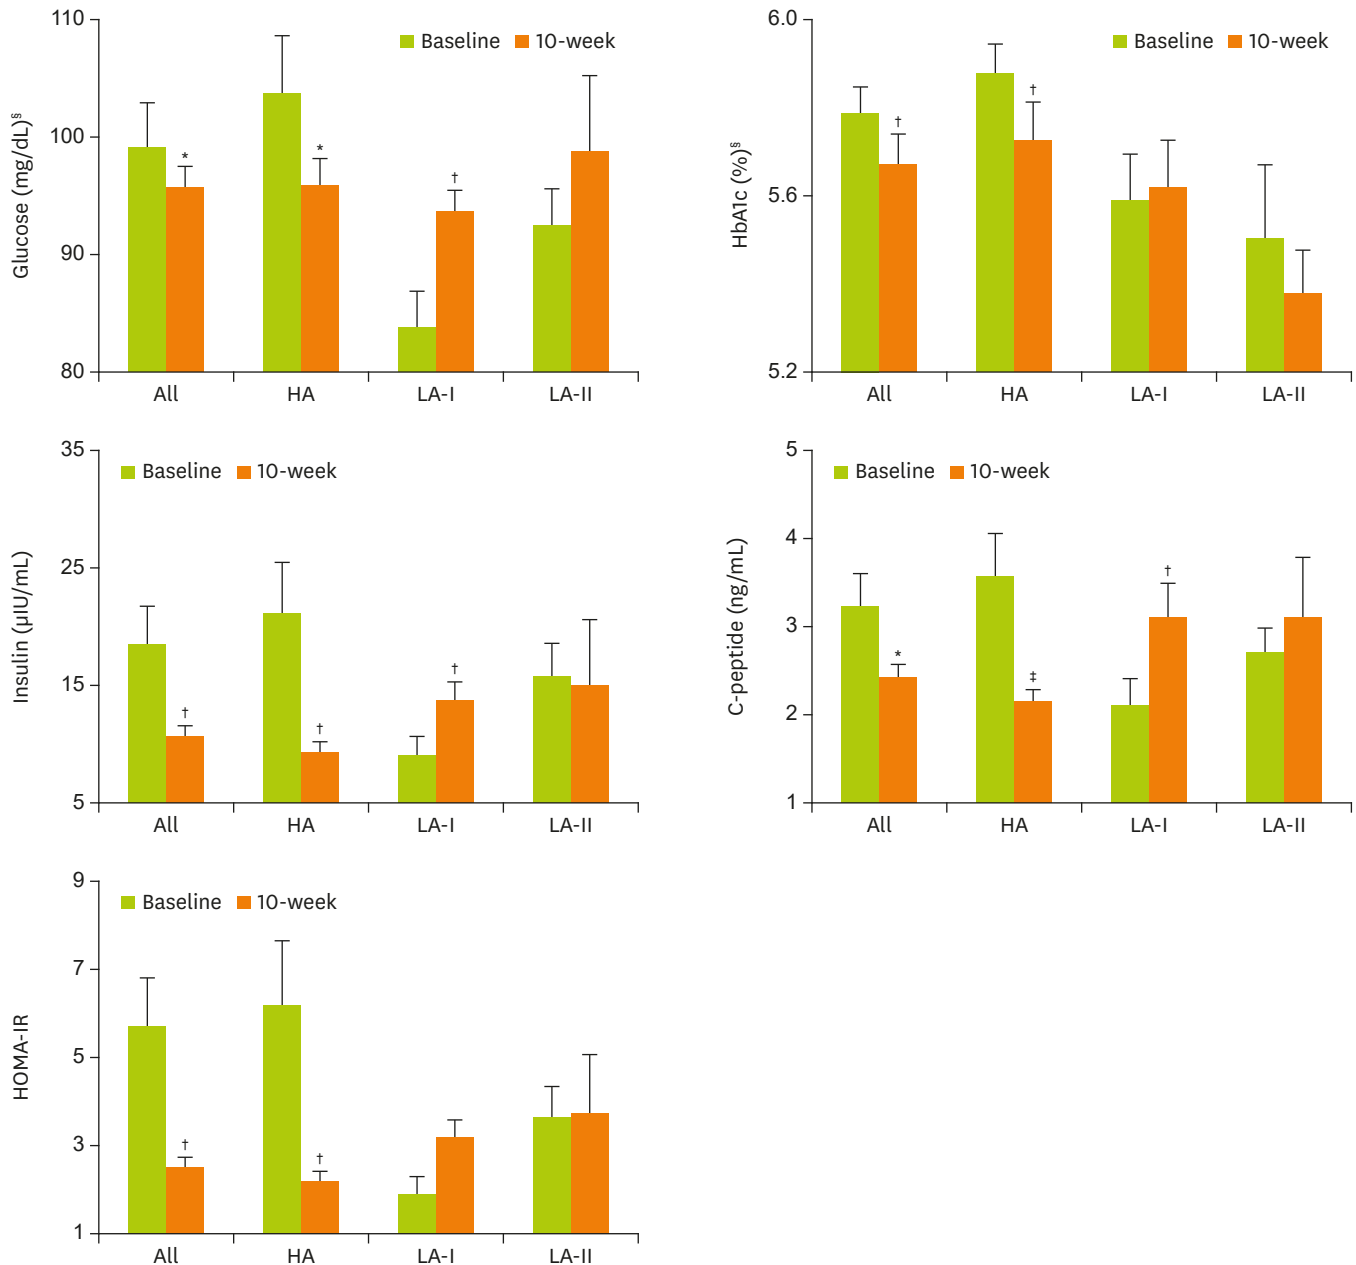 Glucose (mg/dL)§
110
100
90
80
Baseline 10-week
*
*
†
All HA LA-I LA-II
HbA1c (%)§
6.0
5.6
5.2
Baseline 10-week
†
†
All HA LA-I LA-II
Insulin (µIU/mL)
35
25
15
5
Baseline 10-week
†
†
†
All HA LA-I LA-II
C-peptide (ng/mL)
5
4
3
2
1
Baseline 10-week
*
‡
†
All HA LA-I LA-II
HOMA-IR
9
7
5
3
1
Baseline 10-week
†
†
All HA LA-I LA-II